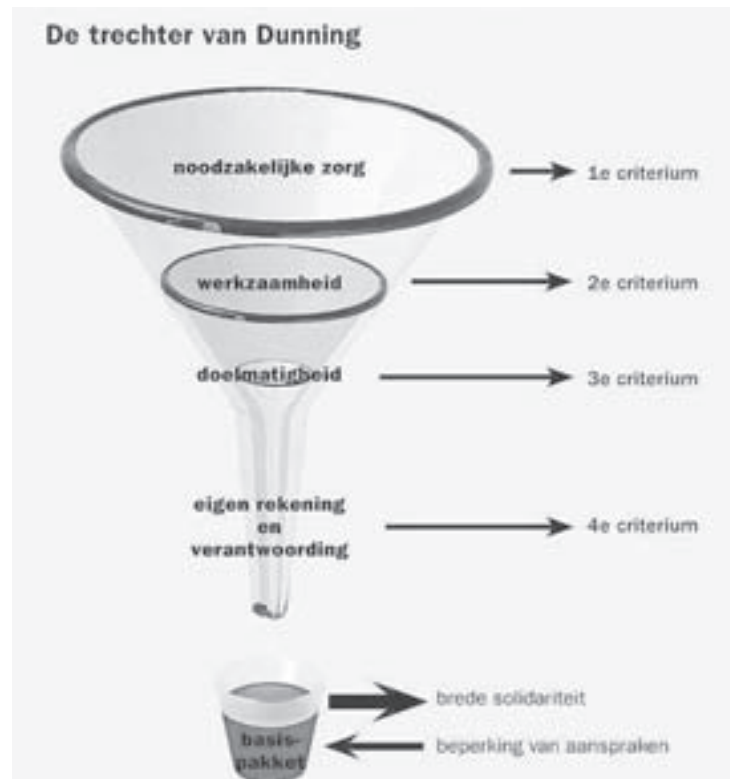 De trechter van Dunning
noodzakelijke zorg
1e criterium
werkzaamheid
2e criterium
doelmatigheid
3e criterium
eigen rekening
en
verantwoording
4e criterium
brede solidariteit
basis-
pakket
beperking van aanspraken